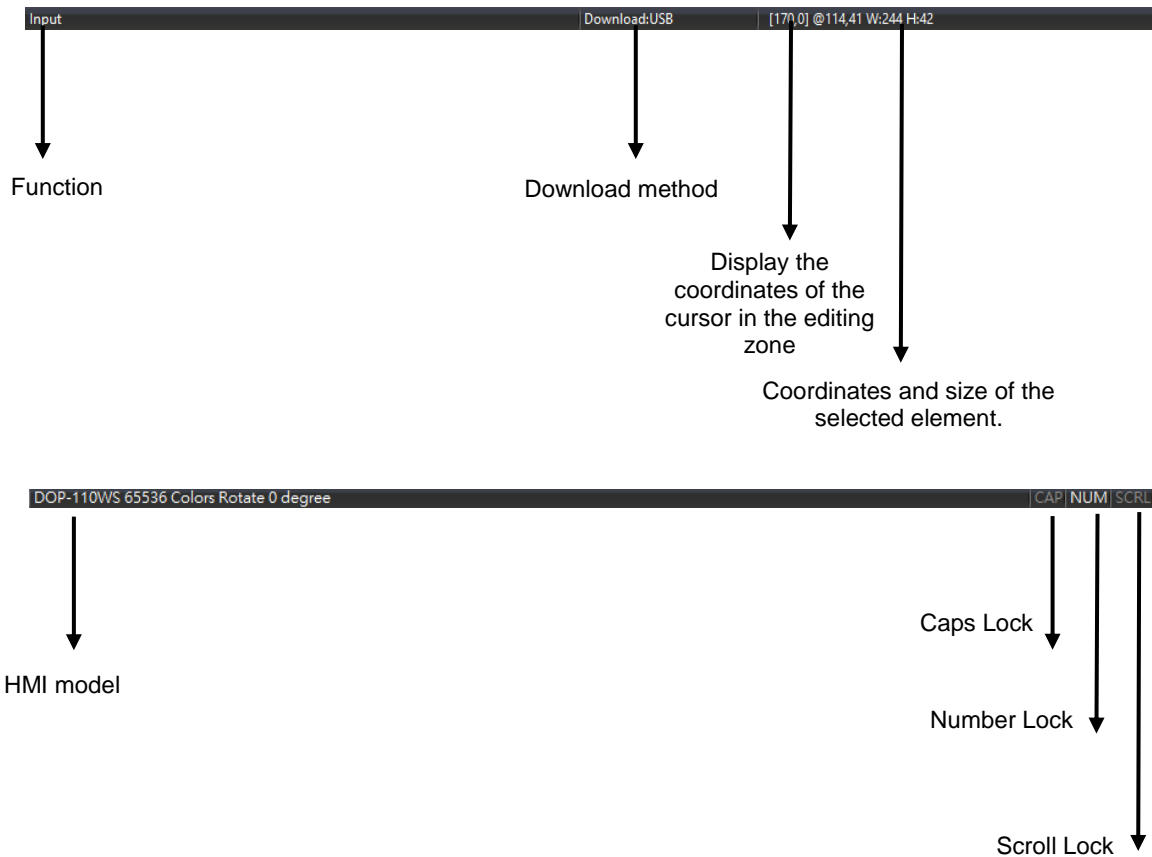 Input Download:USB [170,0] @114,41 W:244 H:42
Function
Download method
Display the
coordinates of the
cursor in the editing
zone
Coordinates and size of the
selected element.
DOP-110WS 65536 Colors Rotate 0 degree CAP NUM SCRL
Caps Lock
HMI model
Number Lock
Scroll Lock